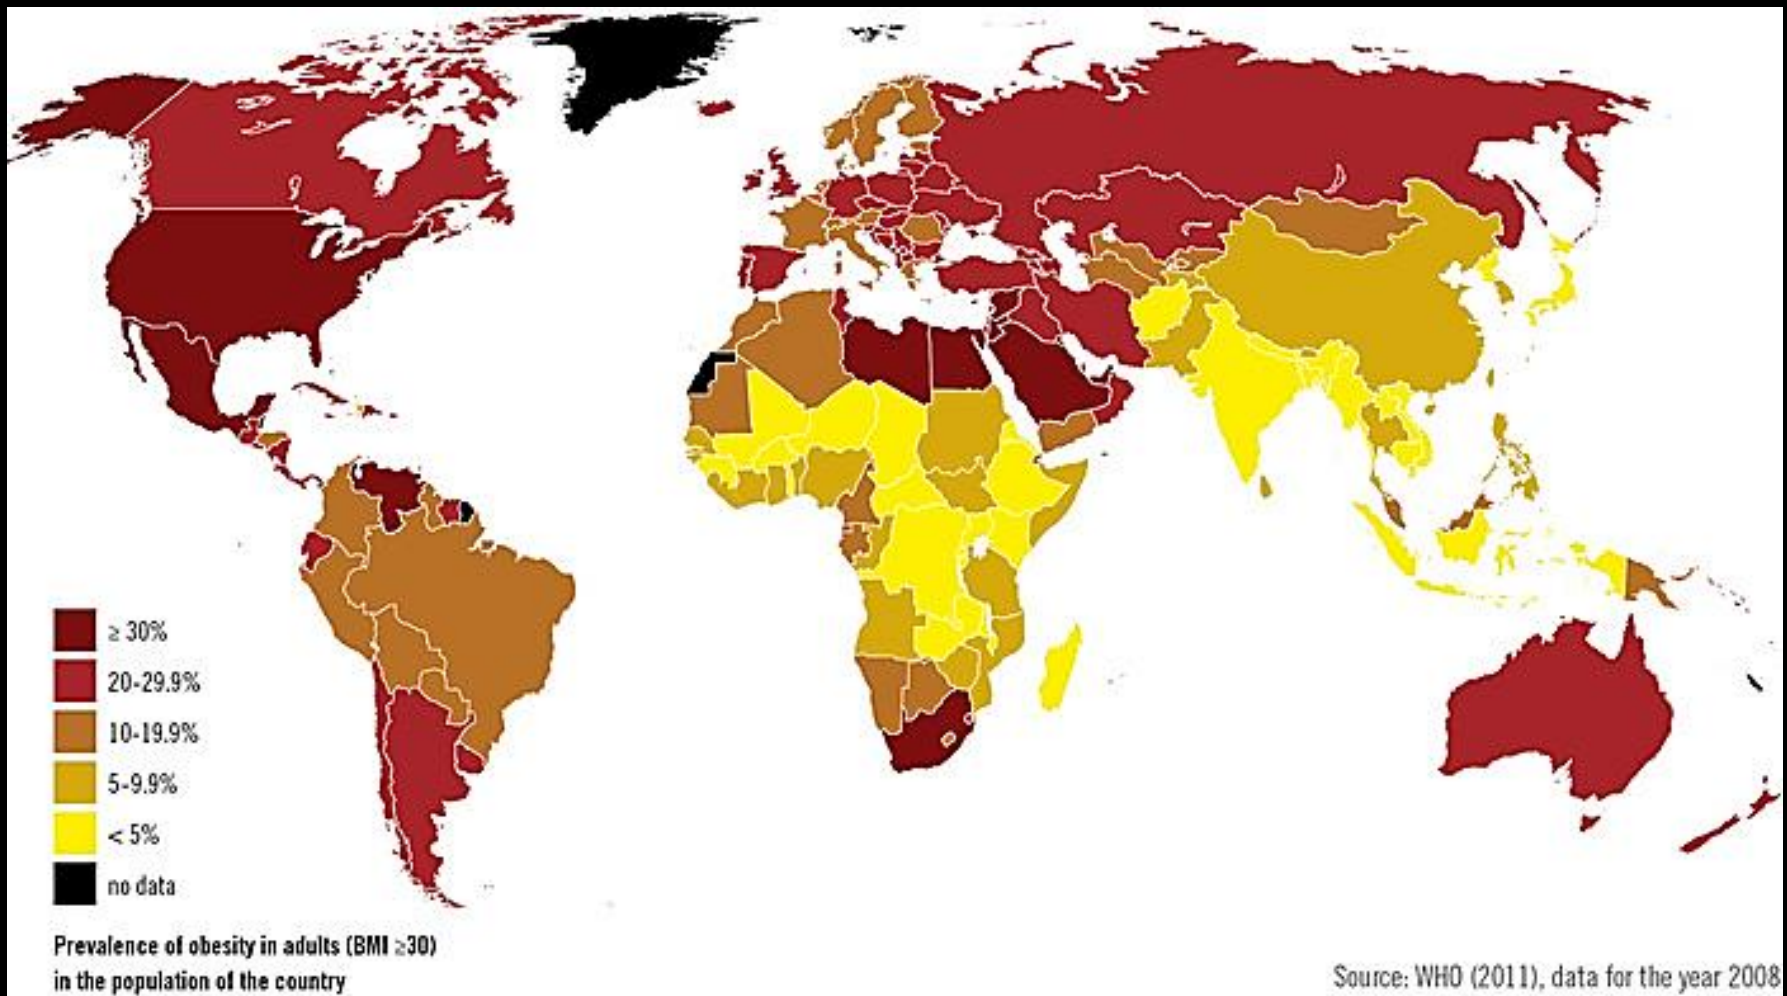 ≥ 30%
20-29.9%
10-19.9%
5-9.9%
< 5%
no data
Prevalence of obesity in adults (BMI ≥30)
in the population of the country
Source: WHO (2011), data for the year 2008